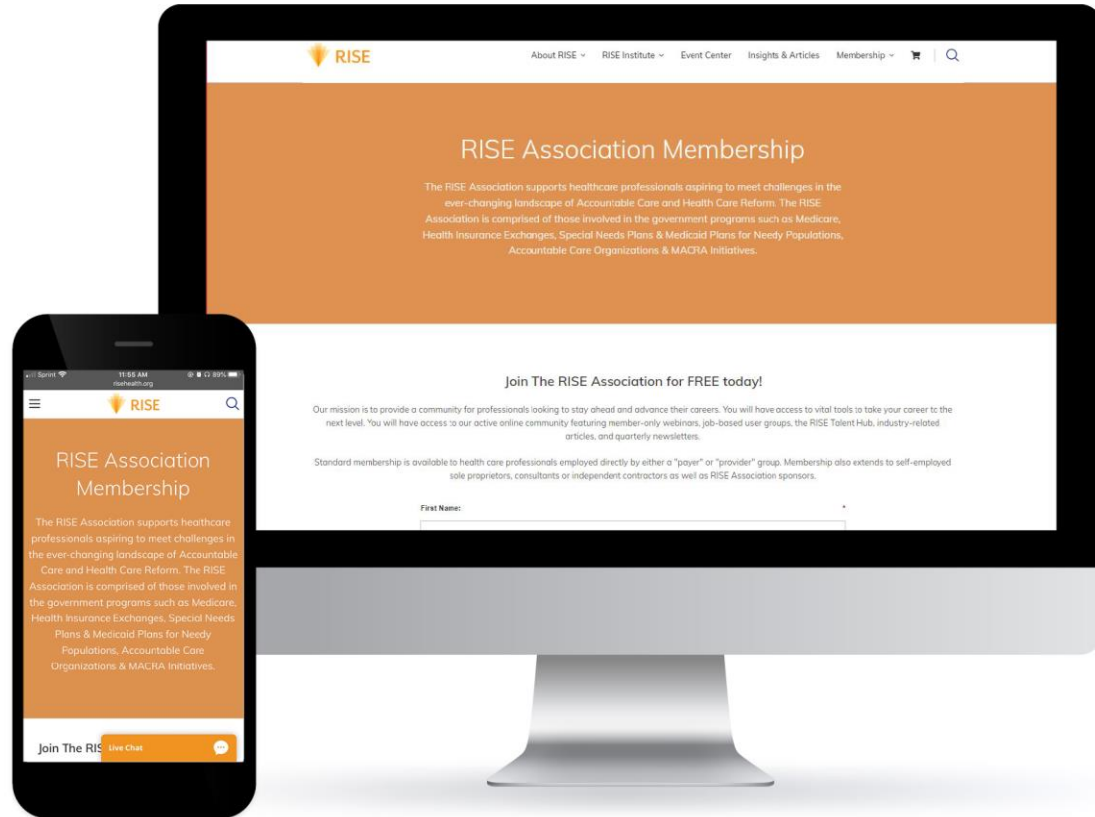 RISE
About RISE
RISE Institute
Event Center
Insights & Articles
Membership
RISE Association Membership
The RISE Association supports healthcare professionals aspiring to meet challenges in the
ever-changing landscape of Accountable Care and Health Care Reform. The RISE
Association is comprised of those involved in the government programs such as Medicare,
Health Insurance Exchanges, Special Needs Plans & Medicaid Plans for Needy Populations,
Accountable Care Organizations & MACRA Initiatives.
Join The RISE Association for FREE today!
Our mission is to provide a community for professionals looking to stay ahead and advance their careers. You will have access to vital tools to take your career to the
next level. You will have access to our active online community featuring member-only webinars, job-based user groups, the RISE Talent Hub, industry-related
articles, and quarterly newsletters.
Standard membership is available to health care professionals employed directly by either a "payer" or "provider" group. Membership also extends to self-employed
sole proprietors, consultants or independent contractors as well as RISE Association sponsors.
First Name: *
Sprint 11:55 AM 89%
risehealth.org
RISE
RISE Association
Membership
The RISE Association supports healthcare
professionals aspiring to meet challenges in
the ever-changing landscape of Accountable
Care and Health Care Reform. The RISE
Association is comprised of those involved in
the government programs such as Medicare,
Health Insurance Exchanges, Special Needs
Plans & Medicaid Plans for Needy
Populations, Accountable Care
Organizations & MACRA Initiatives.
Join The RIS
Live Chat